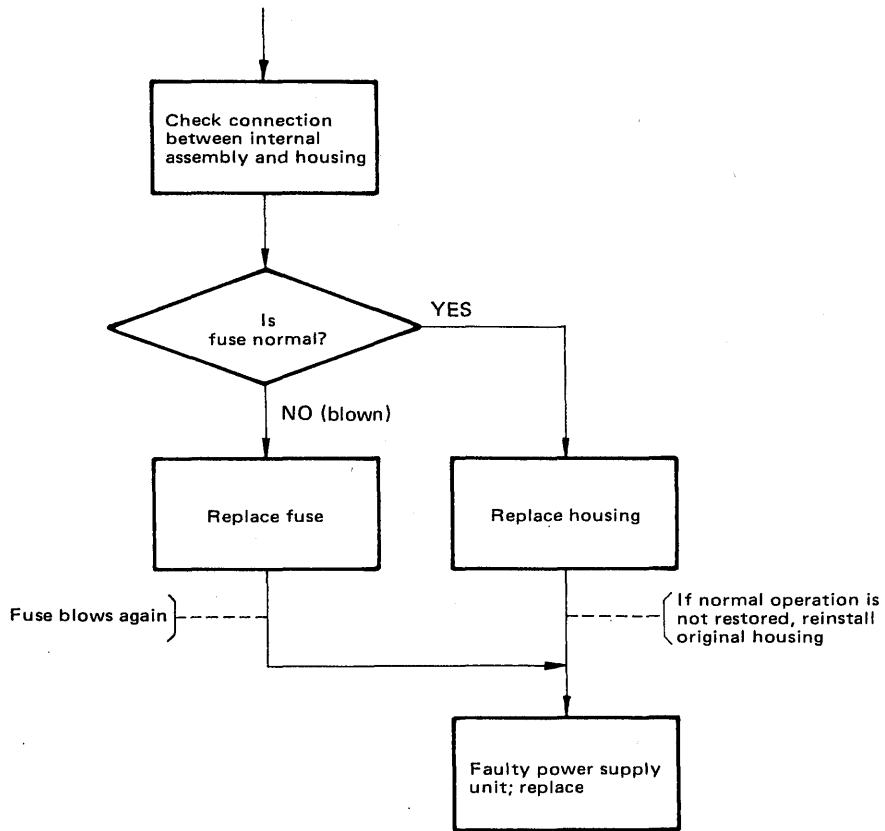 Check connection
between internal
assembly and housing
Is
fuse normal?
YES
NO (blown)
Replace fuse
Replace housing
Fuse blows again
If normal operation is
not restored, reinstall
original housing
Faulty power supply
unit; replace